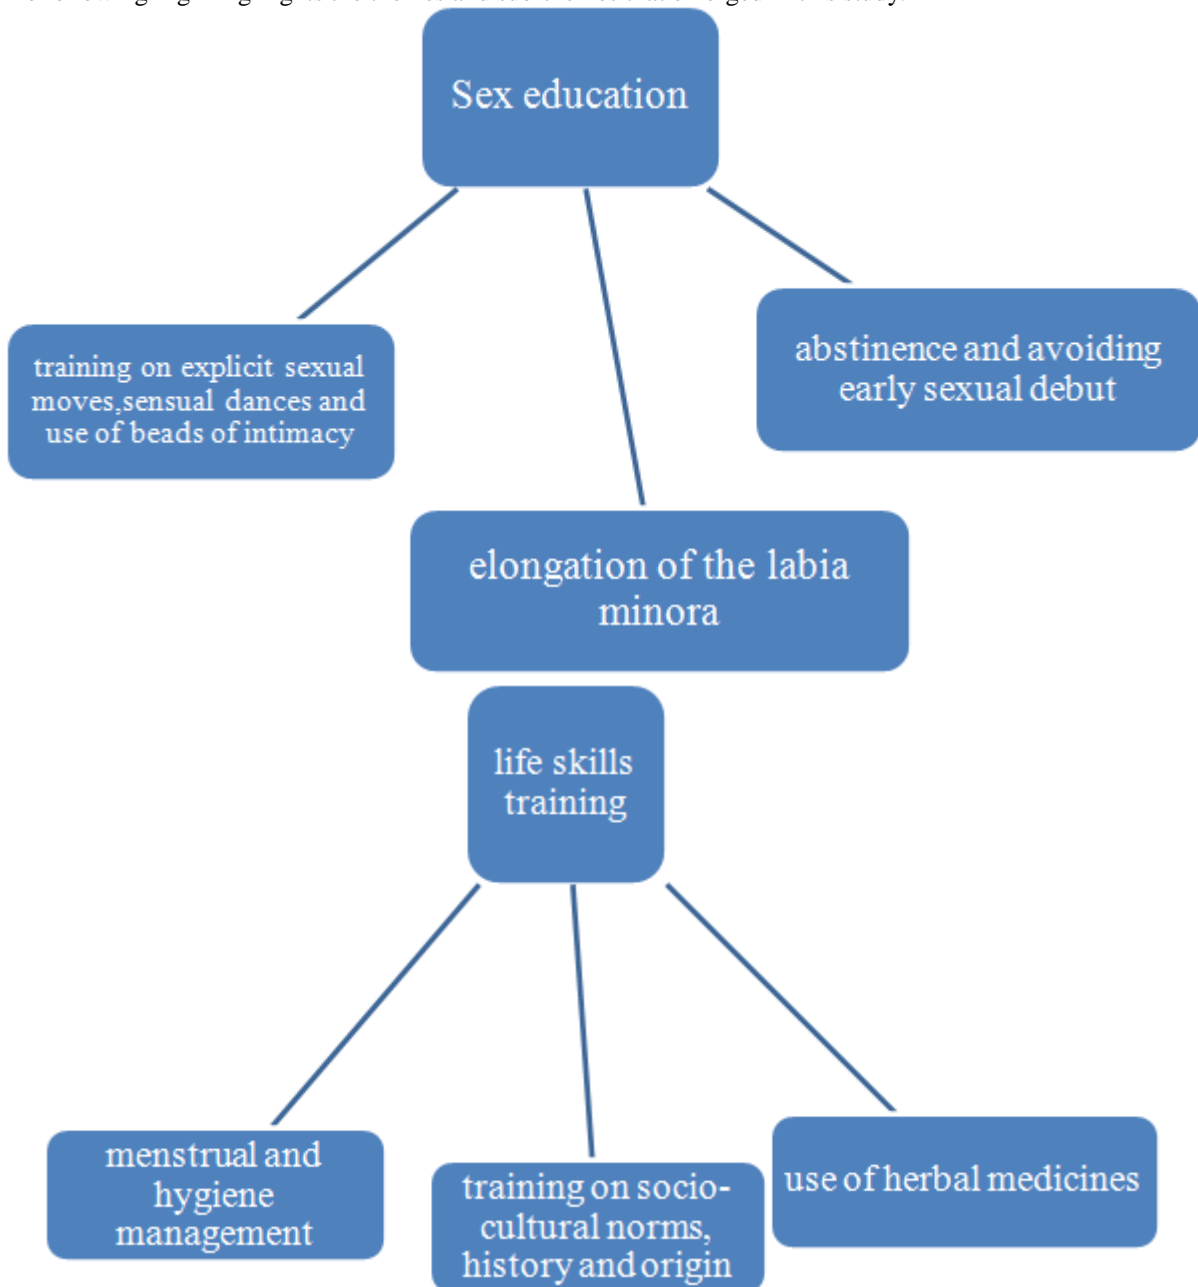 Sex education
training on explicit sexual
moves,sensual dances and
use of beads of intimacy
abstinence and avoiding
early sexual debut
elongation of the labia
minora
life skills
training
menstrual and
hygiene
management
training on socio-
cultural norms,
history and origin
use of herbal medicines